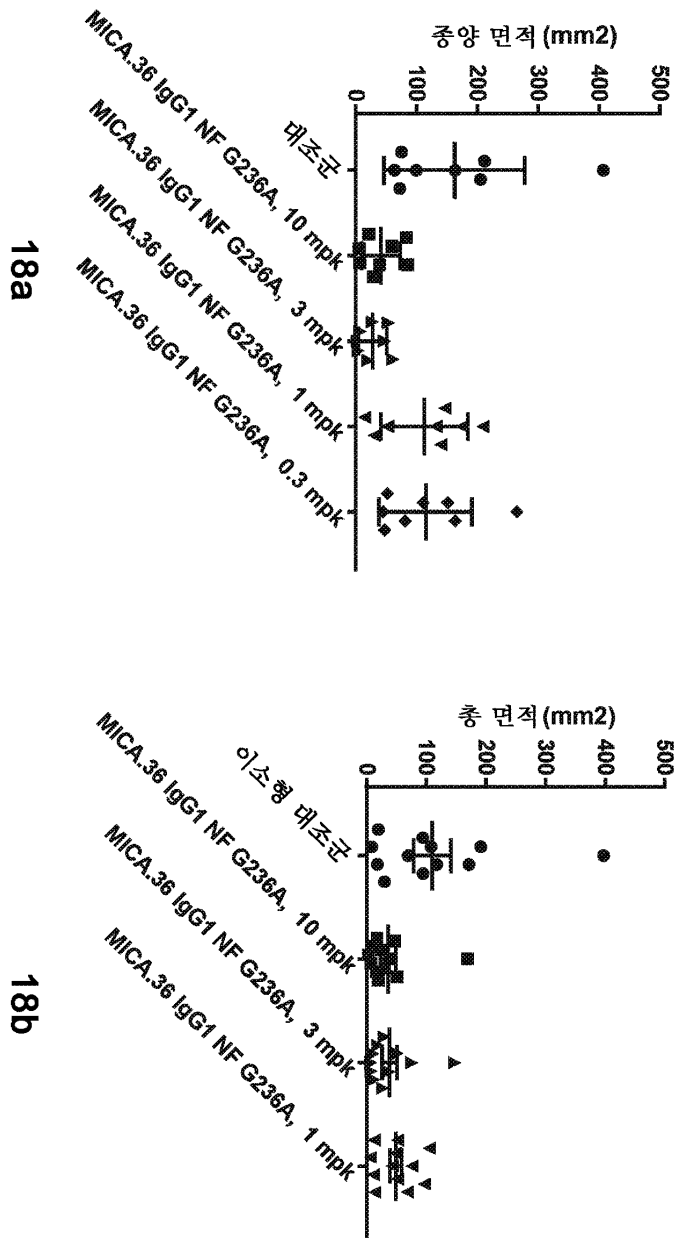 종양 면적 (mm2)
500
400
300
200
100
0
대조군
MICA.36 IgG1 NF G236A, 10 mpk
MICA.36 IgG1 NF G236A, 3 mpk
MICA.36 IgG1 NF G236A, 1 mpk
MICA.36 IgG1 NF G236A, 0.3 mpk
18a
총 면적 (mm2)
500
400
300
200
100
0
이소형 대조군
MICA.36 IgG1 NF G236A, 10 mpk
MICA.36 IgG1 NF G236A, 3 mpk
MICA.36 IgG1 NF G236A, 1 mpk
18b